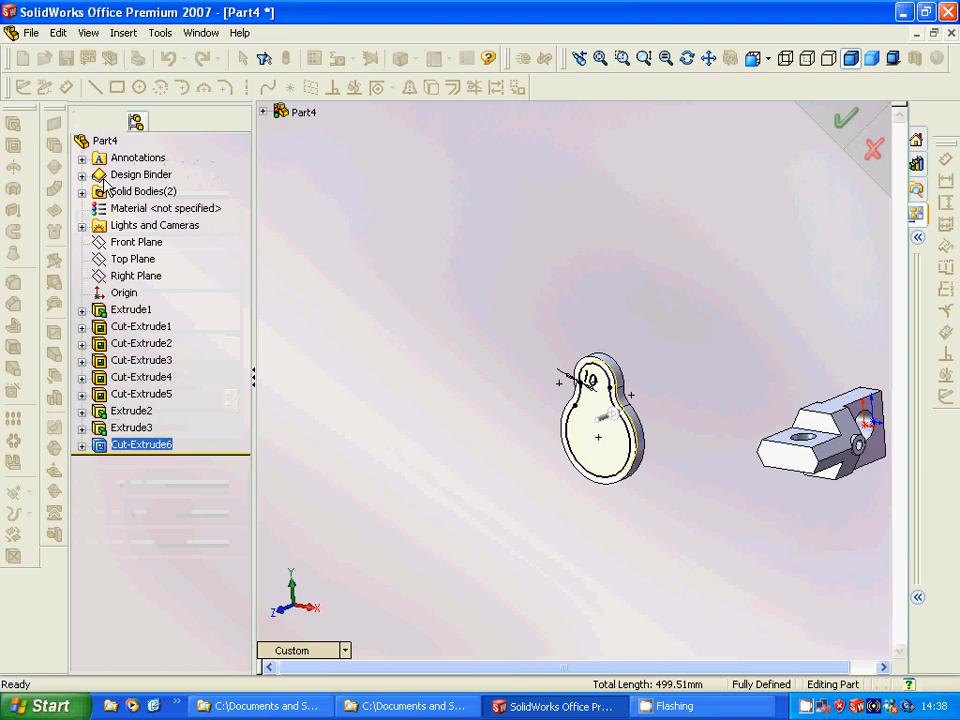 SolidWorks Office Premium 2007 - [Part4 *]
File Edit View Insert Tools Window Help
Part4
Part4
Annotations
Design Binder
Solid Bodies(2)
Material <not specified>
Lights and Cameras
Front Plane
Top Plane
Right Plane
Origin
Extrude1
Cut-Extrude1
Cut-Extrude2
Cut-Extrude3
Cut-Extrude4
Cut-Extrude5
Extrude2
Extrude3
Cut-Extrude6
10
Y
X
Z
Custom
Ready Total Length: 499.51mm Fully Defined Editing Part
Start C:\Documents and S... C:\Documents and S... SolidWorks Office Pr... Flashing 14:38